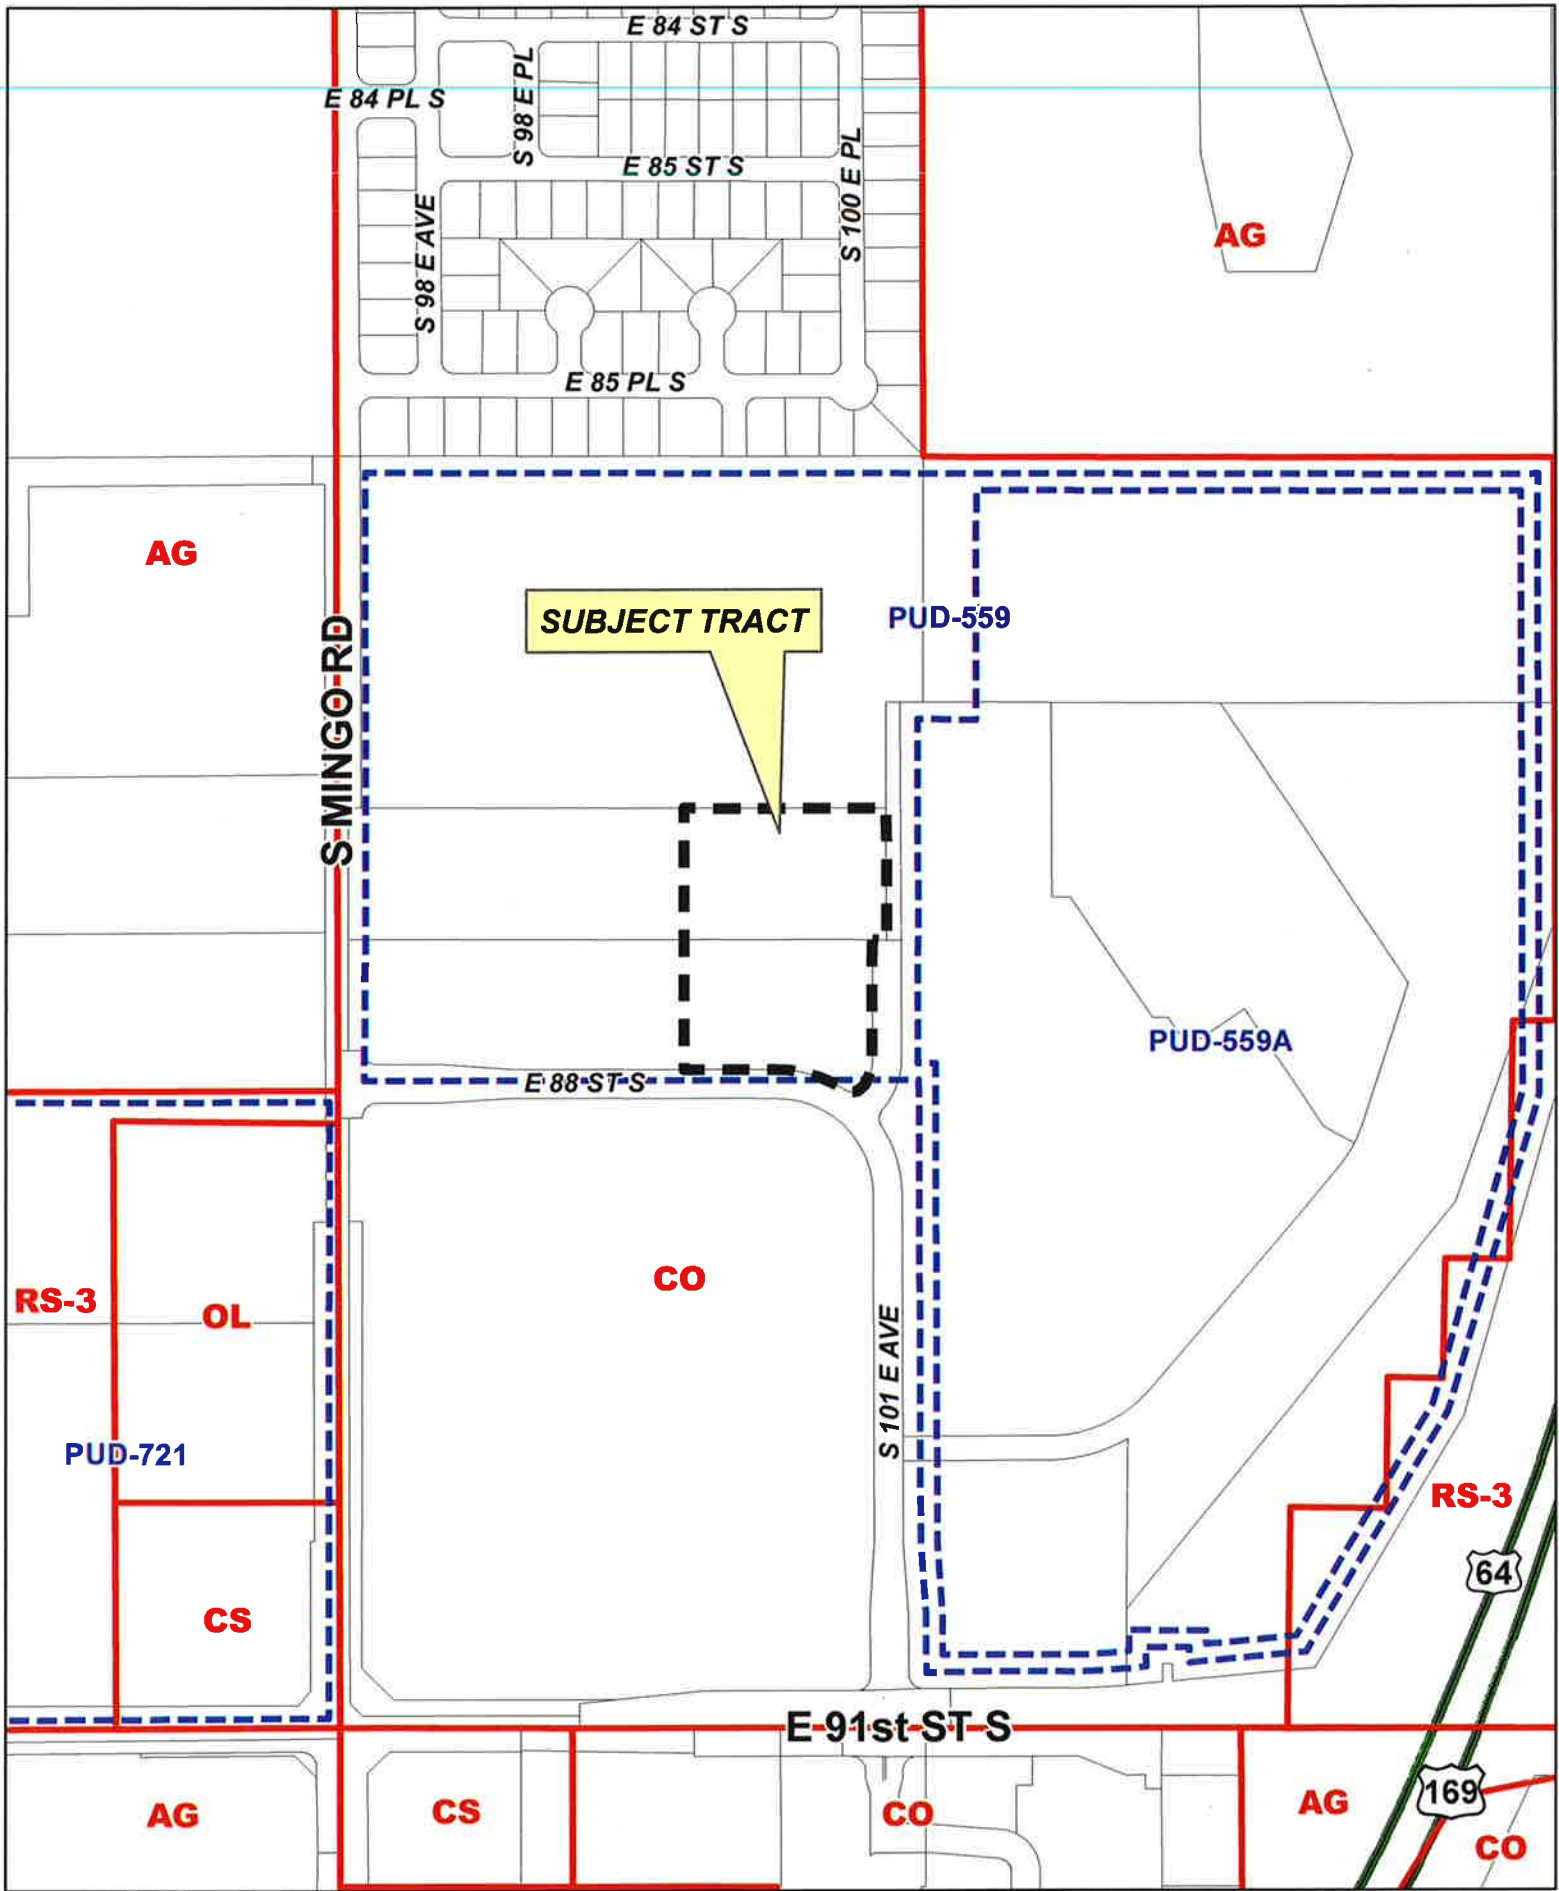 E 84 ST S
S 98 E PL
E 84 PL S
E 85 ST S
S 100 E PL
S 98 E AVE
AG
E 85 PL S
AG
SUBJECT TRACT
PUD-559
S MINGO RD
PUD-559A
E 88 ST S
CO
RS-3
OL
S 101 E AVE
PUD-721
RS-3
64
CS
E 91st ST S
169
AG
CS
CO
AG
CO